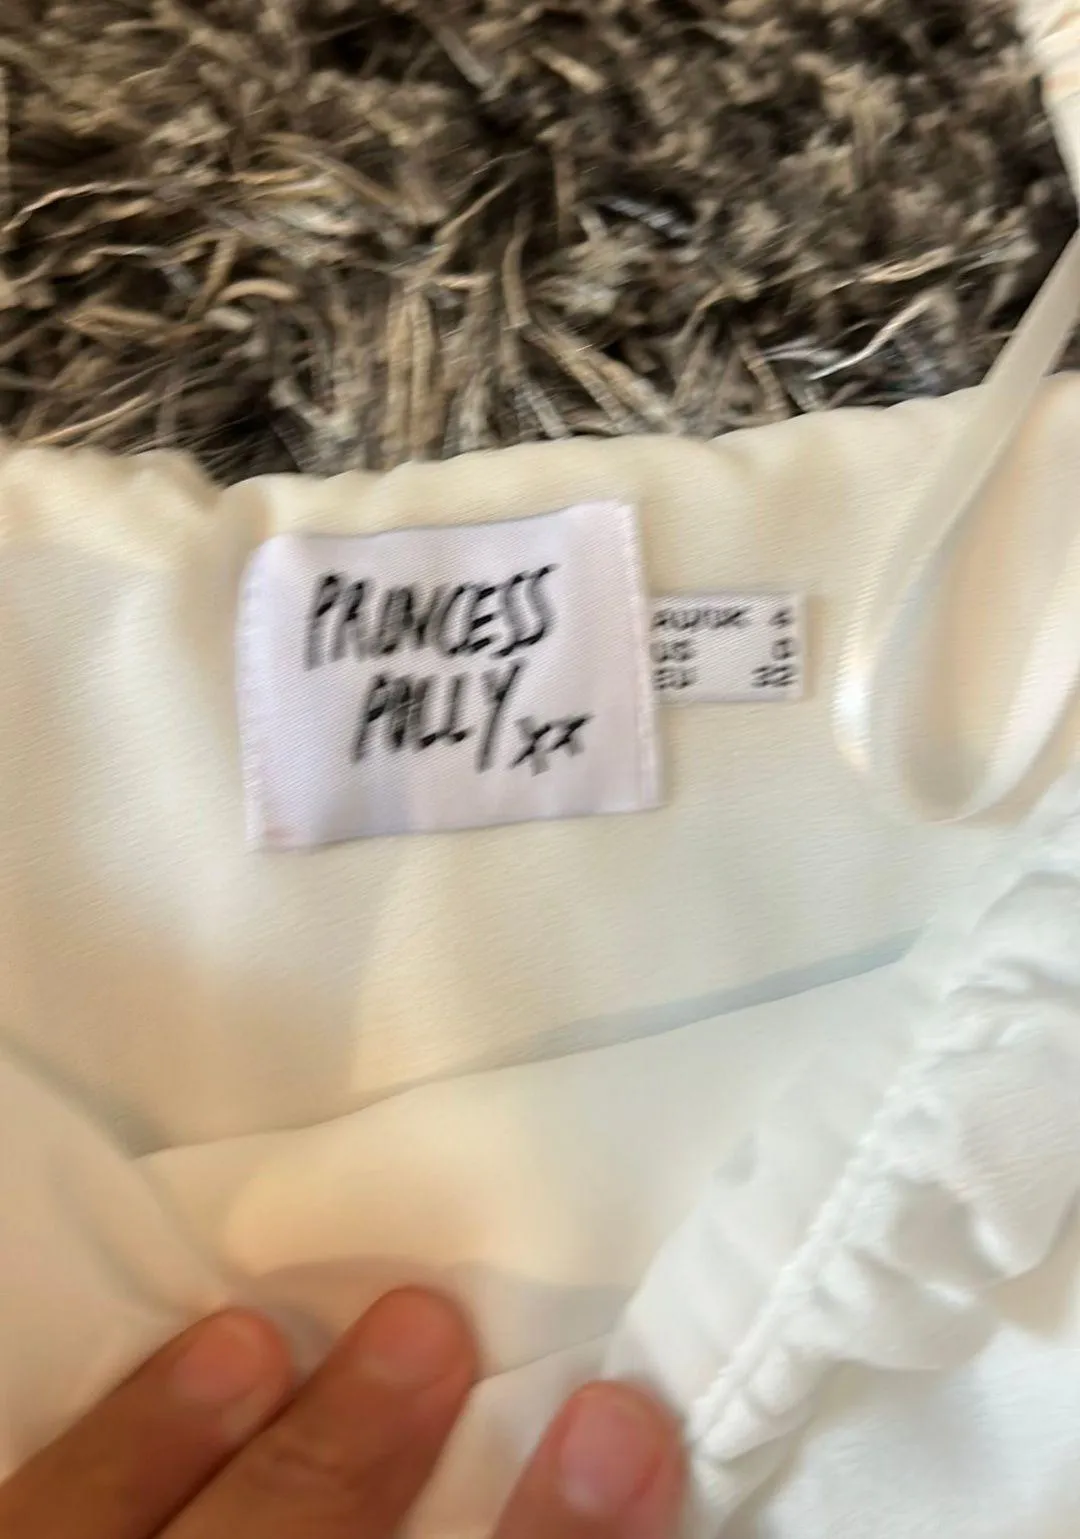 PRINCESS
POLLY xx
AU/UK 4
US 0
EU 32